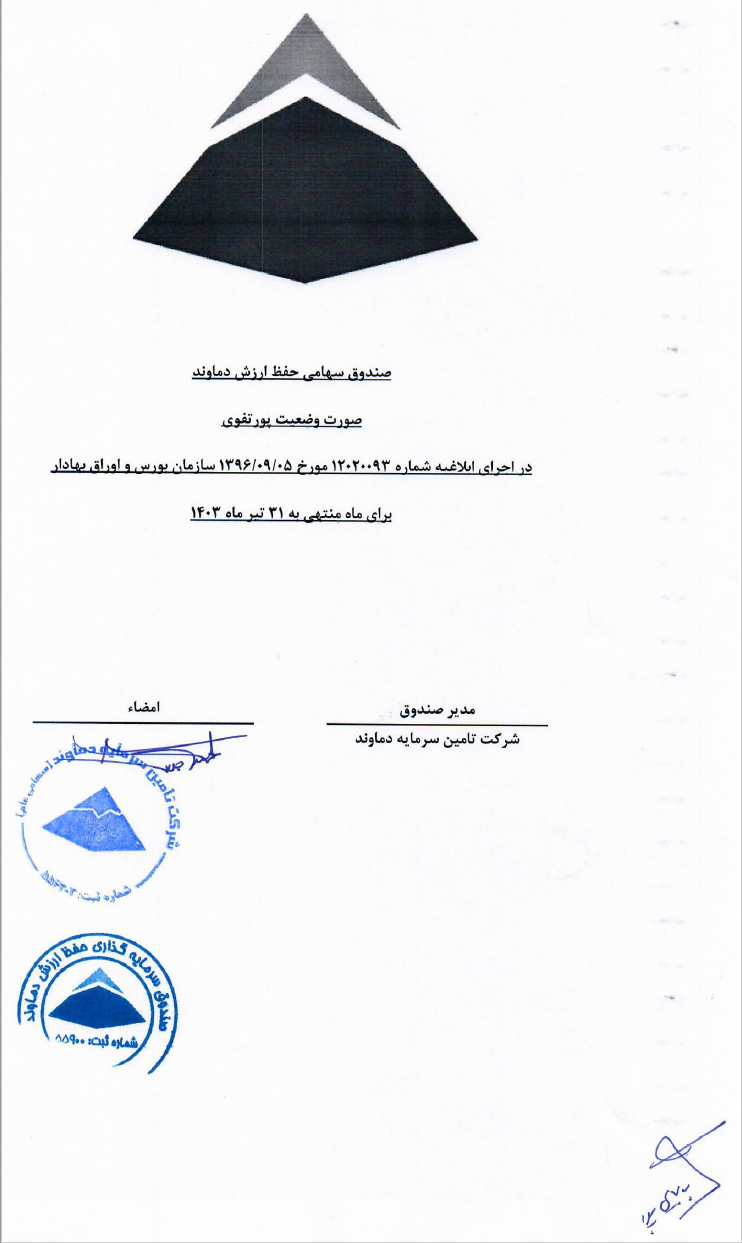 صندوق سهامی حفظ ارزش دماوند
صورت وضعیت پورتفوی
در اجرای ابلاغیه شماره ۱۲۰۲۰۰۹۳ مورخ ۱۳۹۶/۰۹/۰۵ سازمان بورس و اوراق بهادار
برای ماه منتهی به ۳۱ تیر ماه ۱۴۰۳
مدیر صندوق
امضاء
شرکت تامین سرمایه دماوند
شرکت تامین سرمایه دماوند (سهامی عام)
شماره ثبت:
صندوق سرمایه گذاری حفظ ارزش دماوند
شماره ثبت: ۵۵۹۰۰